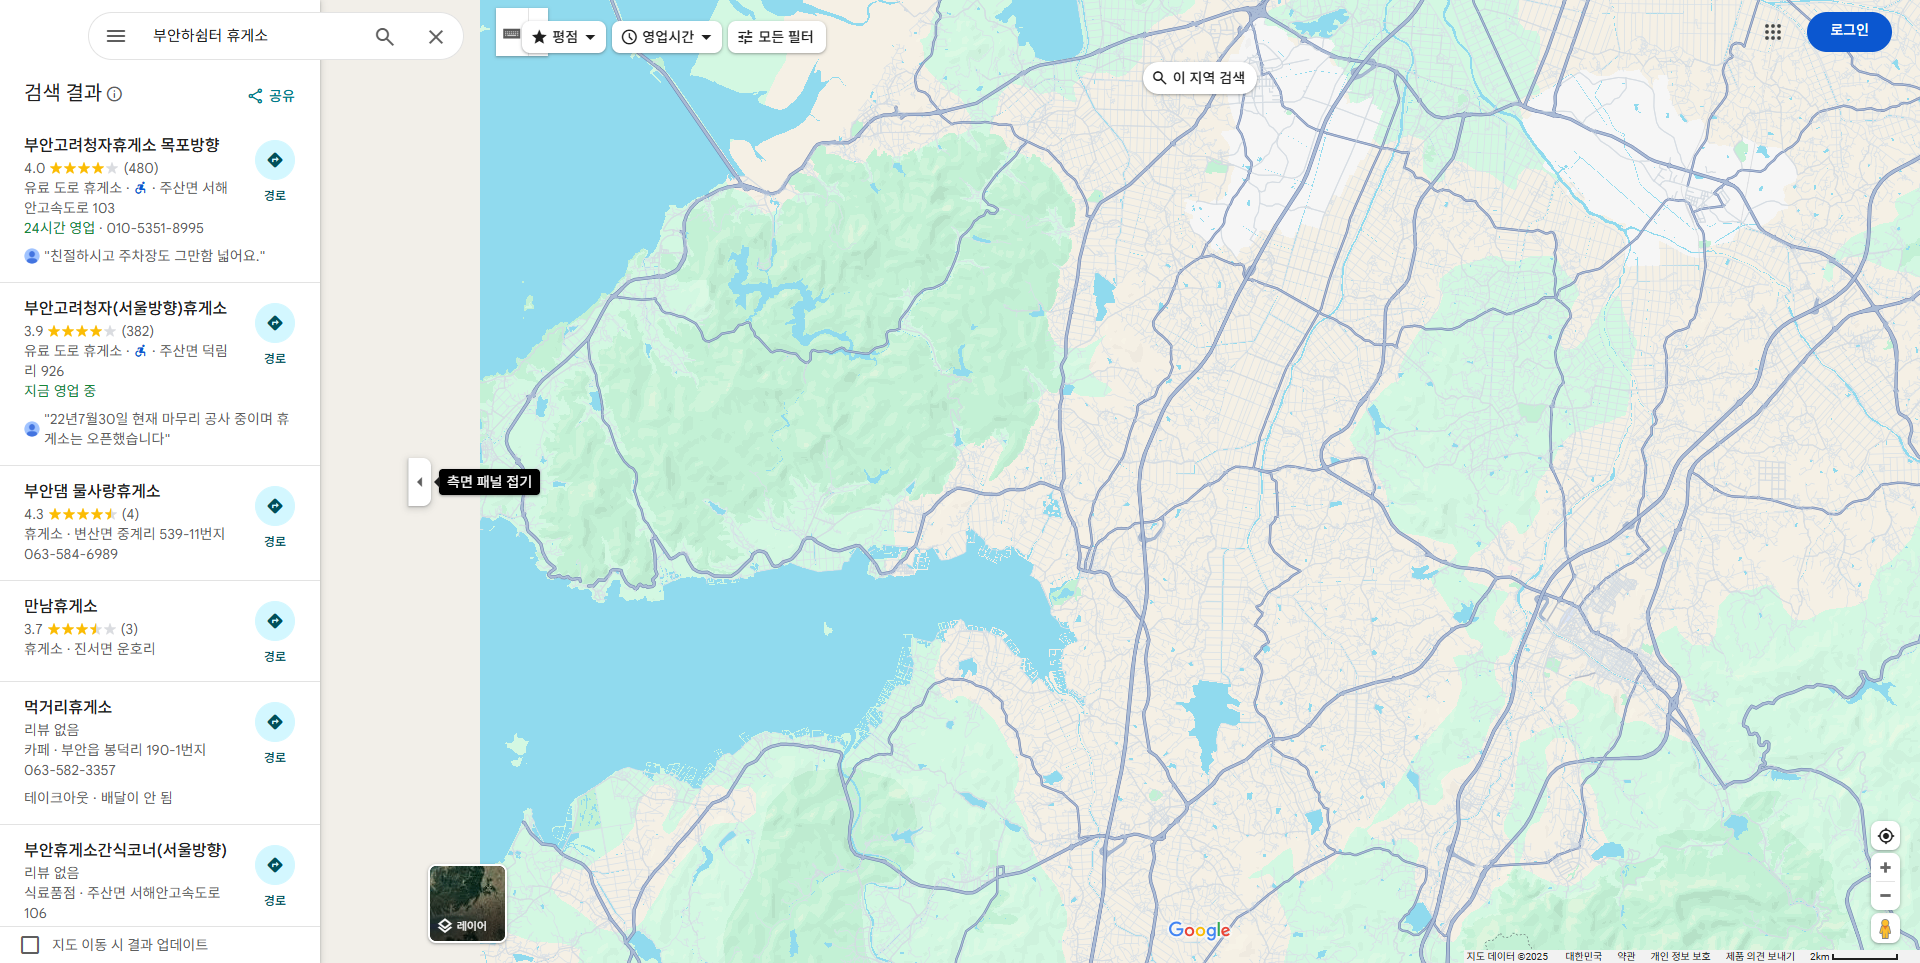 부안하쉼터 휴게소
평점
영업시간
모든 필터
로그인
이 지역 검색
검색 결과
공유
부안고려청자휴게소 목포방향
4.0 (480)
유료 도로 휴게소 · · 주산면 서해
안고속도로 103
24시간 영업 · 010-5351-8995
"친절하시고 주차장도 그만함 넓어요."
경로
부안고려청자(서울방향)휴게소
3.9 (382)
유료 도로 휴게소 · · 주산면 덕림
리 926
지금 영업 중
"22년7월30일 현재 마무리 공사 중이며 휴
게소는 오픈했습니다"
경로
부안댐 물사랑휴게소
4.3 (4)
휴게소 · 변산면 중계리 539-11번지
063-584-6989
경로
측면 패널 접기
만남휴게소
3.7 (3)
휴게소 · 진서면 운호리
경로
먹거리휴게소
리뷰 없음
카페 · 부안읍 봉덕리 190-1번지
063-582-3357
테이크아웃 · 배달이 안 됨
경로
부안휴게소간식코너(서울방향)
리뷰 없음
식료품점 · 주산면 서해안고속도로
106
경로
지도 이동 시 결과 업데이트
레이어
Google
지도 데이터 ©2025 대한민국 약관 개인 정보 보호 제품 의견 보내기 2km